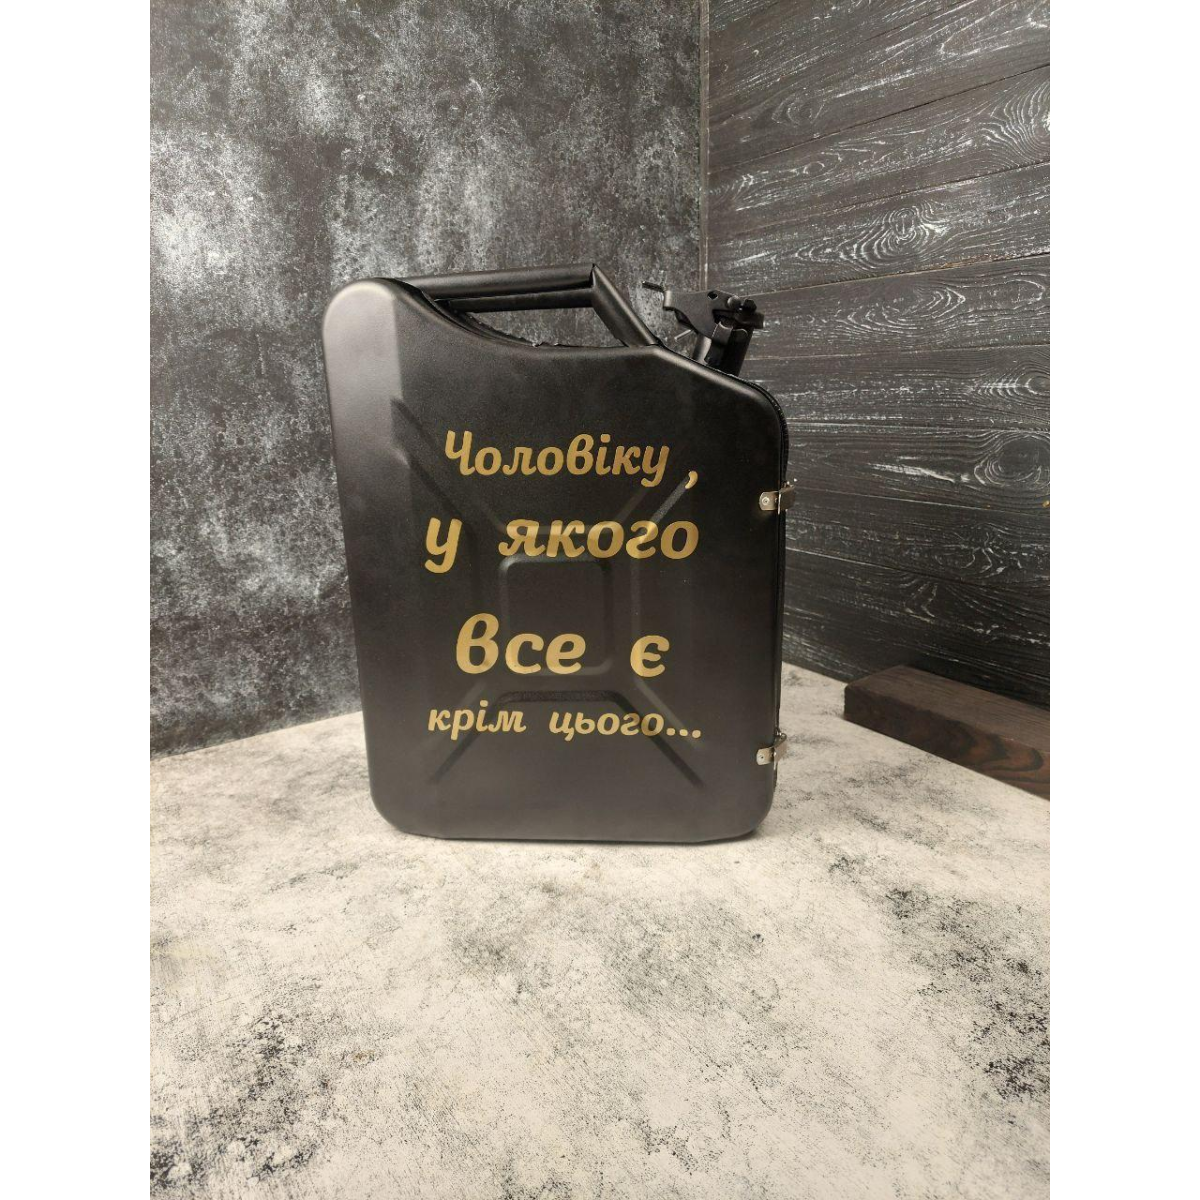 Чоловіку ,
у якого
все є
крім цього...